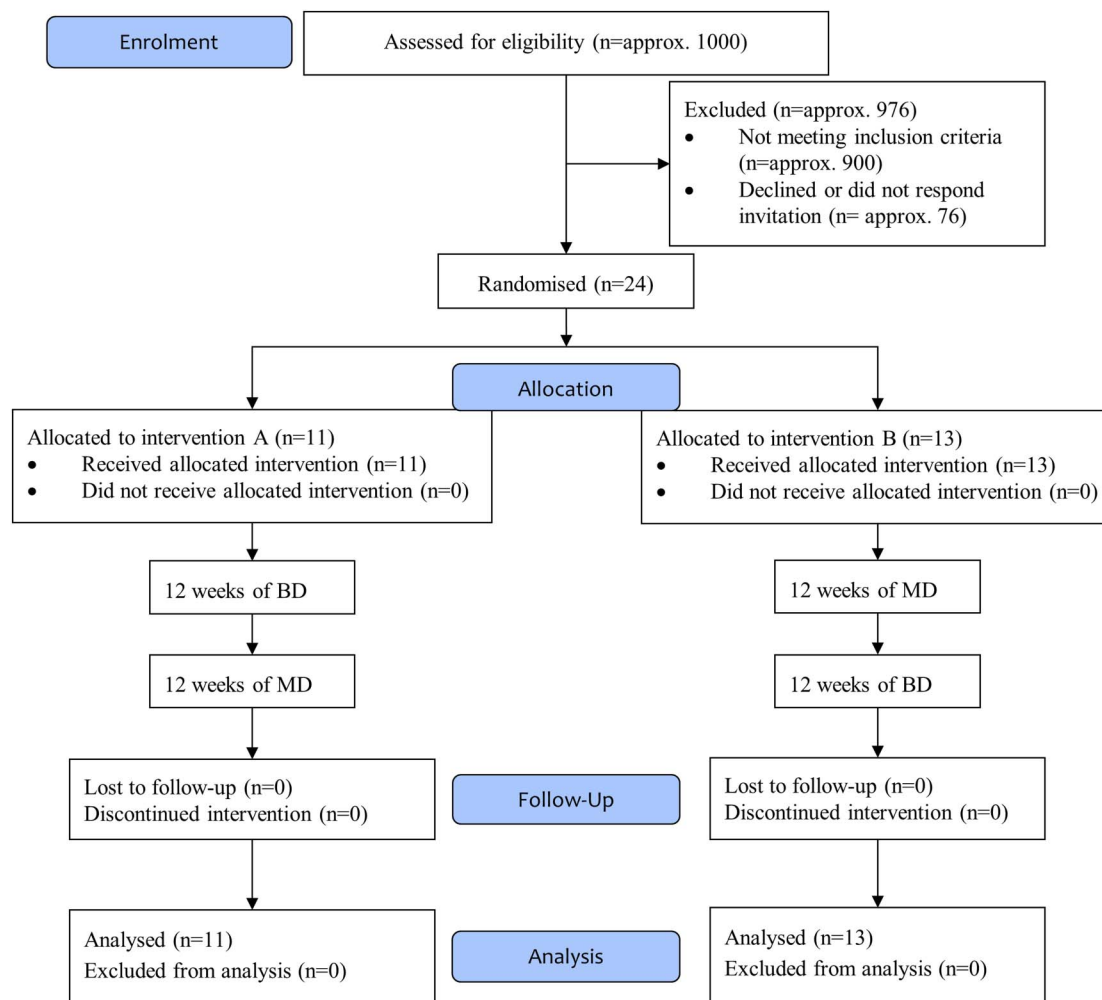 Enrolment
Assessed for eligibility (n=approx. 1000)
Excluded (n=approx. 976)
• Not meeting inclusion criteria
(n=approx. 900)
• Declined or did not respond
invitation (n= approx. 76)
Randomised (n=24)
Allocation
Allocated to intervention A (n=11)
• Received allocated intervention (n=11)
• Did not receive allocated intervention (n=0)
Allocated to intervention B (n=13)
• Received allocated intervention (n=13)
• Did not receive allocated intervention (n=0)
12 weeks of BD
12 weeks of MD
12 weeks of MD
12 weeks of BD
Lost to follow-up (n=0)
Discontinued intervention (n=0)
Follow-Up
Lost to follow-up (n=0)
Discontinued intervention (n=0)
Analysed (n=11)
Excluded from analysis (n=0)
Analysis
Analysed (n=13)
Excluded from analysis (n=0)